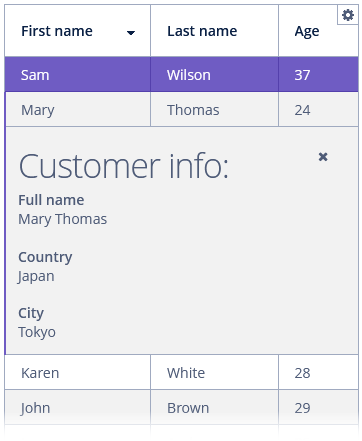 First name Last name Age
Sam Wilson 37
Mary Thomas 24
Customer info:
Full name
Mary Thomas
Country
Japan
City
Tokyo
Karen White 28
John Brown 29